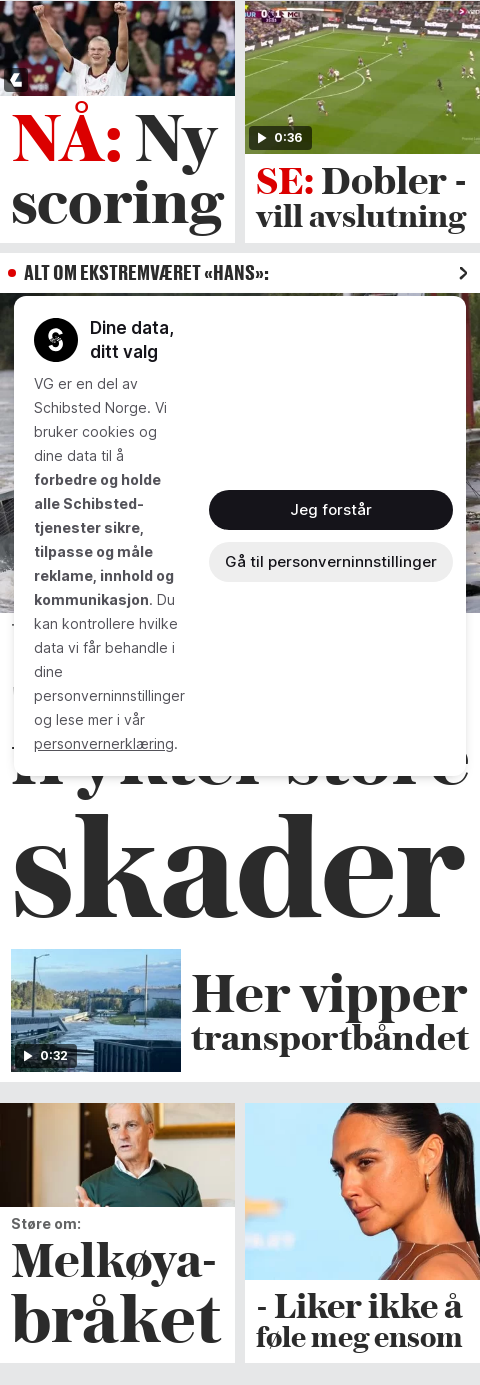 NÅ: Ny
scoring
0:36
SE: Dobler -
vill avslutning
ALT OM EKSTREMVÆRET «HANS»:
Dine data,
ditt valg
VG er en del av
Schibsted Norge. Vi
bruker cookies og
dine data til å
forbedre og holde
alle Schibsted-
tjenester sikre,
tilpasse og måle
reklame, innhold og
kommunikasjon. Du
kan kontrollere hvilke
data vi får behandle i
dine
personverninnstillinger
og lese mer i vår
personvernerklæring.
Jeg forstår
Gå til personverninnstillinger
frykter store
skader
0:32
Her vipper
transportbåndet
Støre om:
Melkøya-
bråket
- Liker ikke å
føle meg ensom